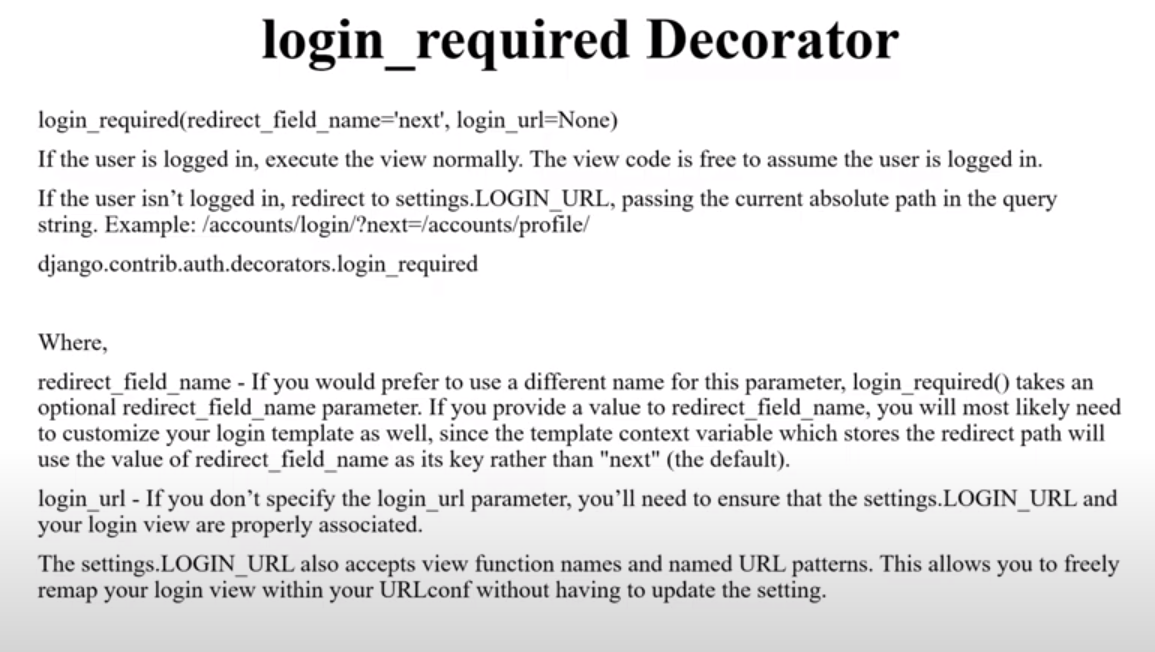 login_required Decorator
login_required(redirect_field_name='next', login_url=None)
If the user is logged in, execute the view normally. The view code is free to assume the user is logged in.
If the user isn’t logged in, redirect to settings.LOGIN_URL, passing the current absolute path in the query
string. Example: /accounts/login/?next=/accounts/profile/
django.contrib.auth.decorators.login_required
Where,
redirect_field_name - If you would prefer to use a different name for this parameter, login_required() takes an
optional redirect_field_name parameter. If you provide a value to redirect_field_name, you will most likely need
to customize your login template as well, since the template context variable which stores the redirect path will
use the value of redirect_field_name as its key rather than "next" (the default).
login_url - If you don’t specify the login_url parameter, you’ll need to ensure that the settings.LOGIN_URL and
your login view are properly associated.
The settings.LOGIN_URL also accepts view function names and named URL patterns. This allows you to freely
remap your login view within your URLconf without having to update the setting.